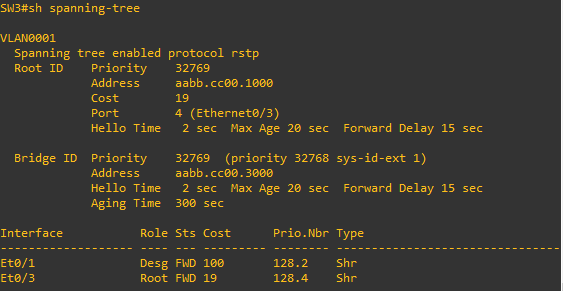 SW3#sh spanning-tree
VLAN0001
  Spanning tree enabled protocol rstp
  Root ID    Priority    32769
             Address     aabb.cc00.1000
             Cost        19
             Port        4 (Ethernet0/3)
             Hello Time   2 sec  Max Age 20 sec  Forward Delay 15 sec
  Bridge ID  Priority    32769  (priority 32768 sys-id-ext 1)
             Address     aabb.cc00.3000
             Hello Time   2 sec  Max Age 20 sec  Forward Delay 15 sec
             Aging Time  300 sec
Interface           Role Sts Cost      Prio.Nbr Type
------------------- ---- --- --------- -------- --------------------------------
Et0/1               Desg FWD 100       128.2    Shr
Et0/3               Root FWD 19        128.4    Shr